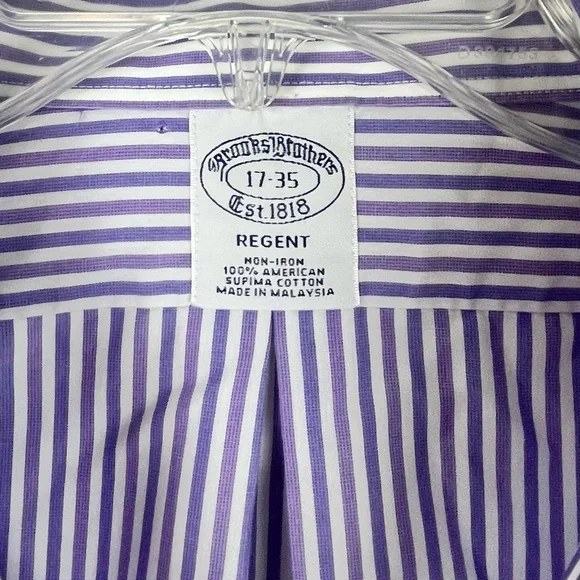 Brooks Brothers
17-35
Est. 1818
REGENT
NON-IRON
100% AMERICAN
SUPIMA COTTON
MADE IN MALAYSIA